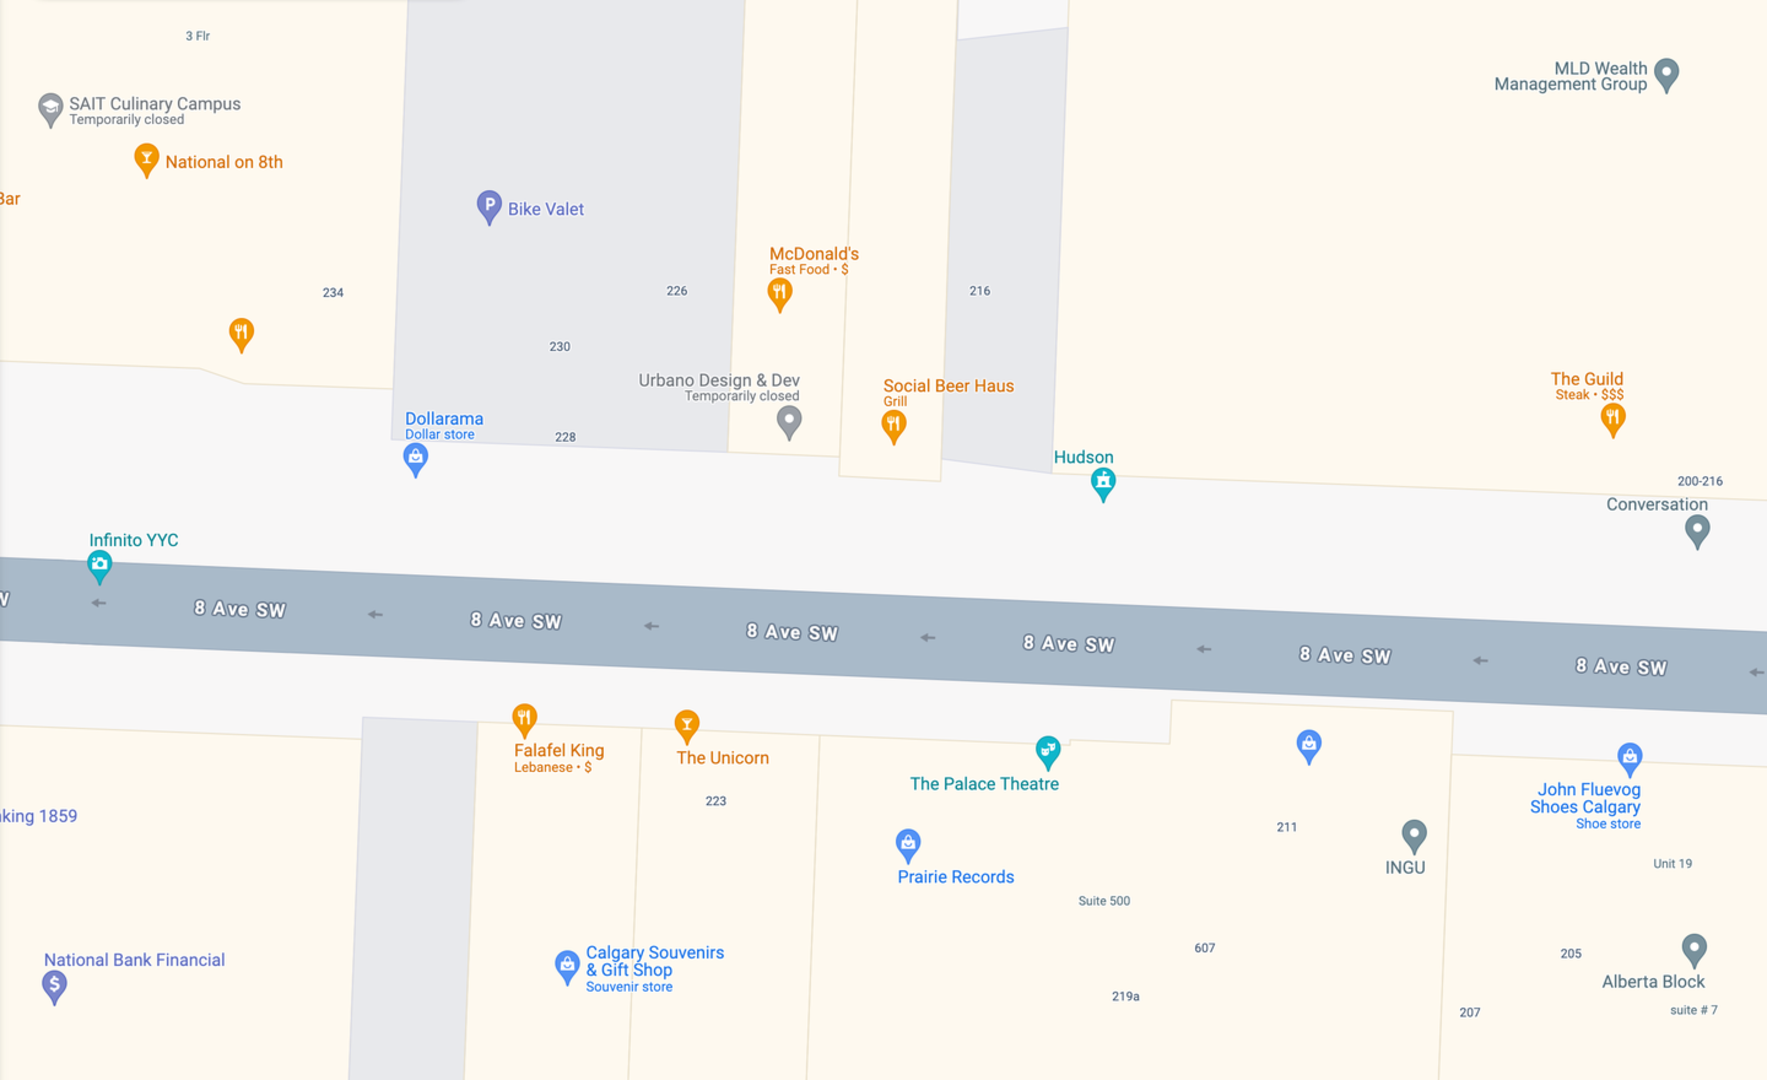 3 Flr
MLD Wealth
Management Group
SAIT Culinary Campus
Temporarily closed
National on 8th
Bar
Bike Valet
McDonald's
Fast Food • $
234
226
216
230
Urbano Design & Dev
Temporarily closed
Social Beer Haus
Grill
The Guild
Steak • $$$
Dollarama
Dollar store
228
Hudson
200-216
Conversation
Infinito YYC
W
8 Ave SW
8 Ave SW
8 Ave SW
8 Ave SW
8 Ave SW
8 Ave SW
Falafel King
Lebanese • $
The Unicorn
The Palace Theatre
John Fluevog
Shoes Calgary
Shoe store
223
king 1859
211
INGU
Unit 19
Prairie Records
Suite 500
607
Calgary Souvenirs
& Gift Shop
Souvenir store
National Bank Financial
205
Alberta Block
219a
207
suite # 7